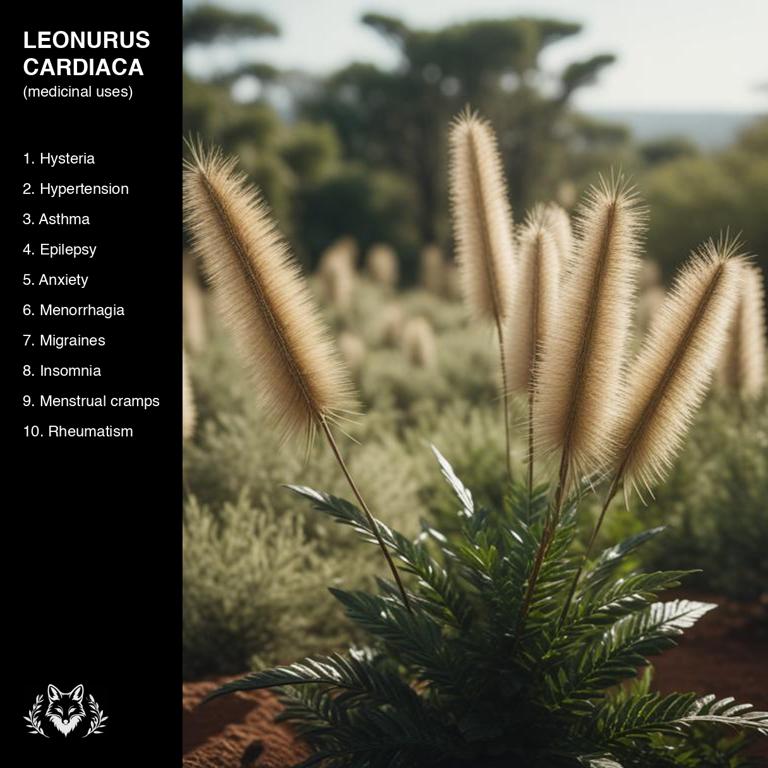 LEONURUS
CARDIACA
(medicinal uses)
1. Hysteria
2. Hypertension
3. Asthma
4. Epilepsy
5. Anxiety
6. Menorrhagia
7. Migraines
8. Insomnia
9. Menstrual cramps
10. Rheumatism